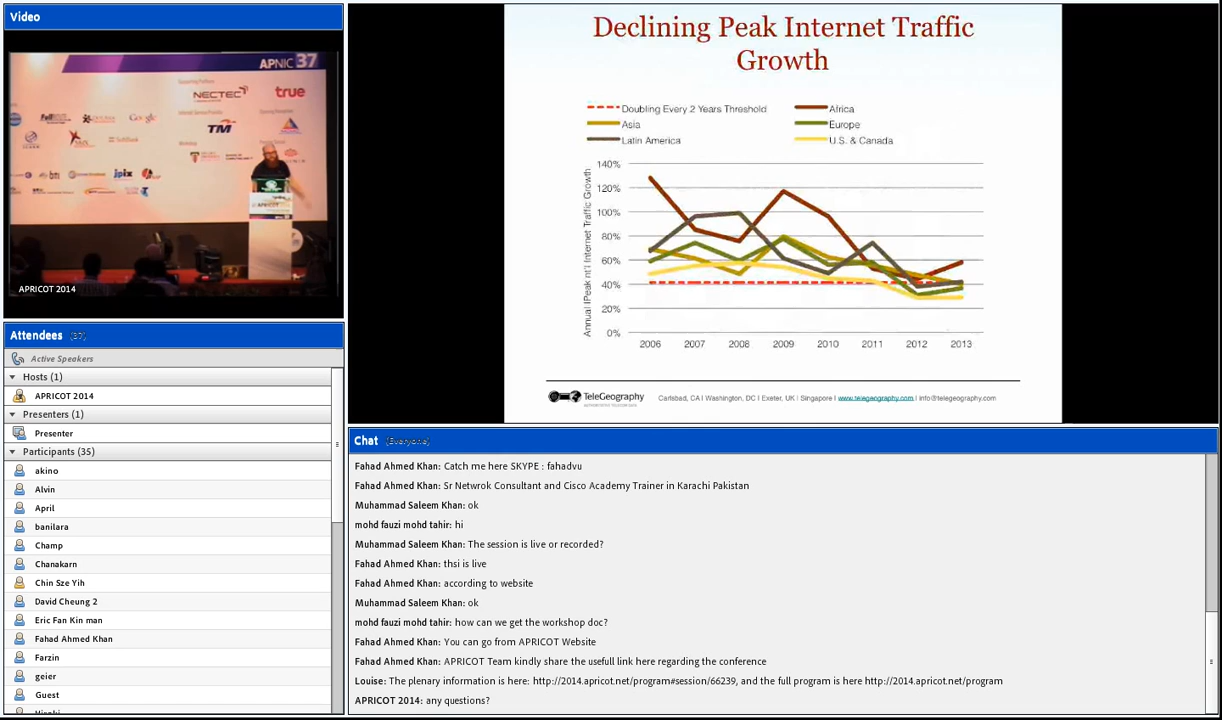 Video
APNIC 37
NECTEC
true
Google
TM
jpix
APRICOT 2014
Attendees (37)
Active Speakers
Hosts (1)
APRICOT 2014
Presenters (1)
Presenter
Participants (35)
akino
Alvin
April
banilara
Champ
Chanakarn
Chin Sze Yih
David Cheung 2
Eric Fan Kin man
Fahad Ahmed Khan
Farzin
geier
Guest
Declining Peak Internet Traffic
Growth
Doubling Every 2 Years Threshold
Africa
Asia
Europe
Latin America
U.S. & Canada
Annual IPeak nt'l Internet Traffic Growth
140%
120%
100%
80%
60%
40%
20%
0%
2006 2007 2008 2009 2010 2011 2012 2013
TeleGeography
Carlsbad, CA | Washington, DC | Exeter, UK | Singapore | www.telegeography.com | info@telegeography.com
Chat (Everyone)
Fahad Ahmed Khan: Catch me here SKYPE : fahadvu
Fahad Ahmed Khan: Sr Netwrok Consultant and Cisco Academy Trainer in Karachi Pakistan
Muhammad Saleem Khan: ok
mohd fauzi mohd tahir: hi
Muhammad Saleem Khan: The session is live or recorded?
Fahad Ahmed Khan: thsi is live
Fahad Ahmed Khan: according to website
Muhammad Saleem Khan: ok
mohd fauzi mohd tahir: how can we get the workshop doc?
Fahad Ahmed Khan: You can go from APRICOT Website
Fahad Ahmed Khan: APRICOT Team kindly share the usefull link here regarding the conference
Louise: The plenary information is here: http://2014.apricot.net/program#session/66239, and the full program is here http://2014.apricot.net/program
APRICOT 2014: any questions?